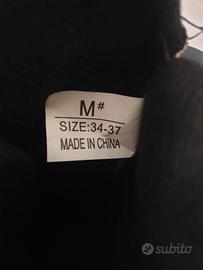 M#
SIZE:34-37
MADE IN CHINA
subito